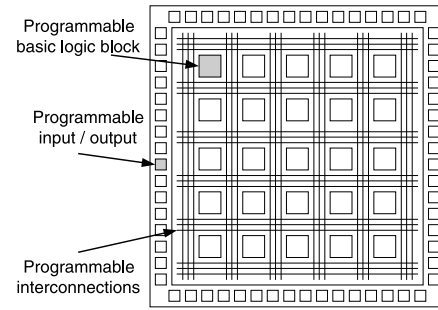 Programmable
basic logic block
Programmable
input / output
Programmable
interconnections